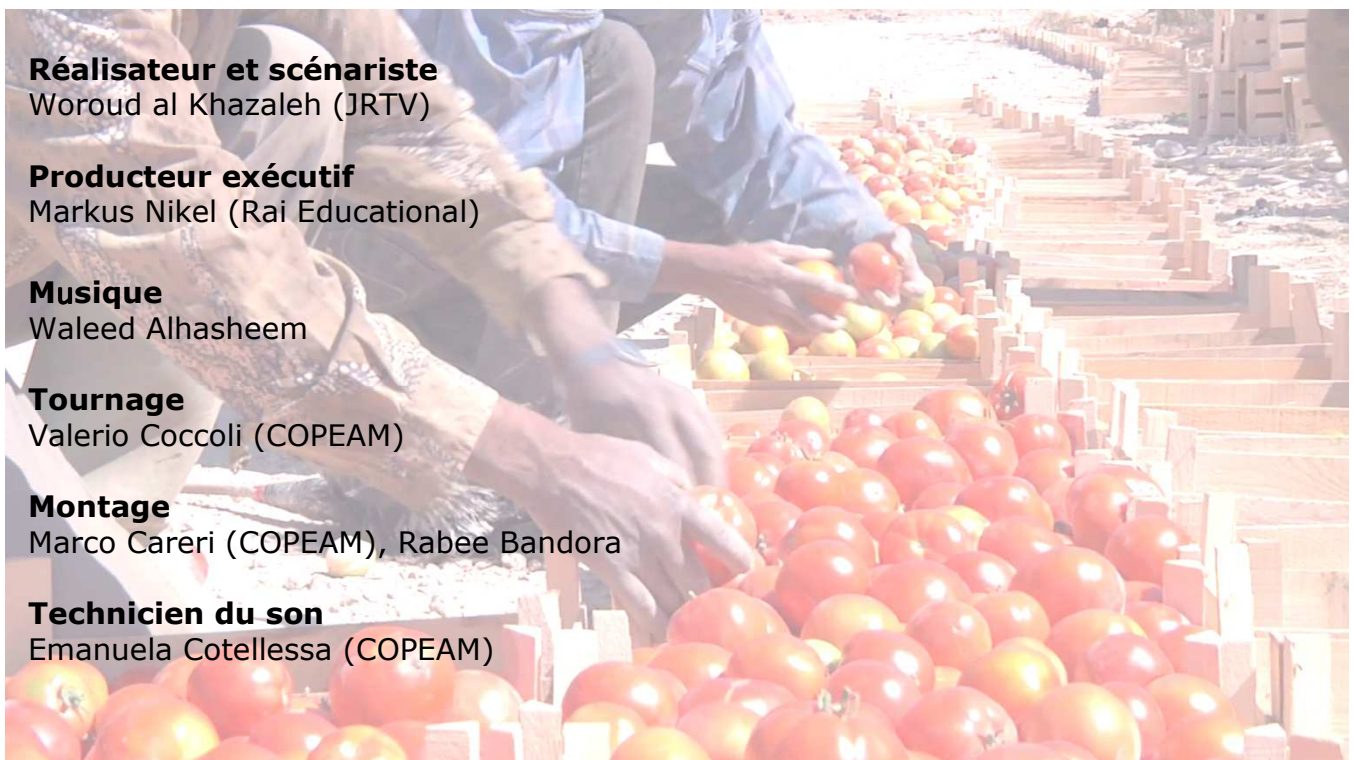 Réalisateur et scénariste
Woroud al Khazaleh (JRTV)
Producteur exécutif
Markus Nikel (Rai Educational)
Musique
Waleed Alhasheem
Tournage
Valerio Coccoli (COPEAM)
Montage
Marco Careri (COPEAM), Rabee Bandora
Technicien du son
Emanuela Cotellessa (COPEAM)